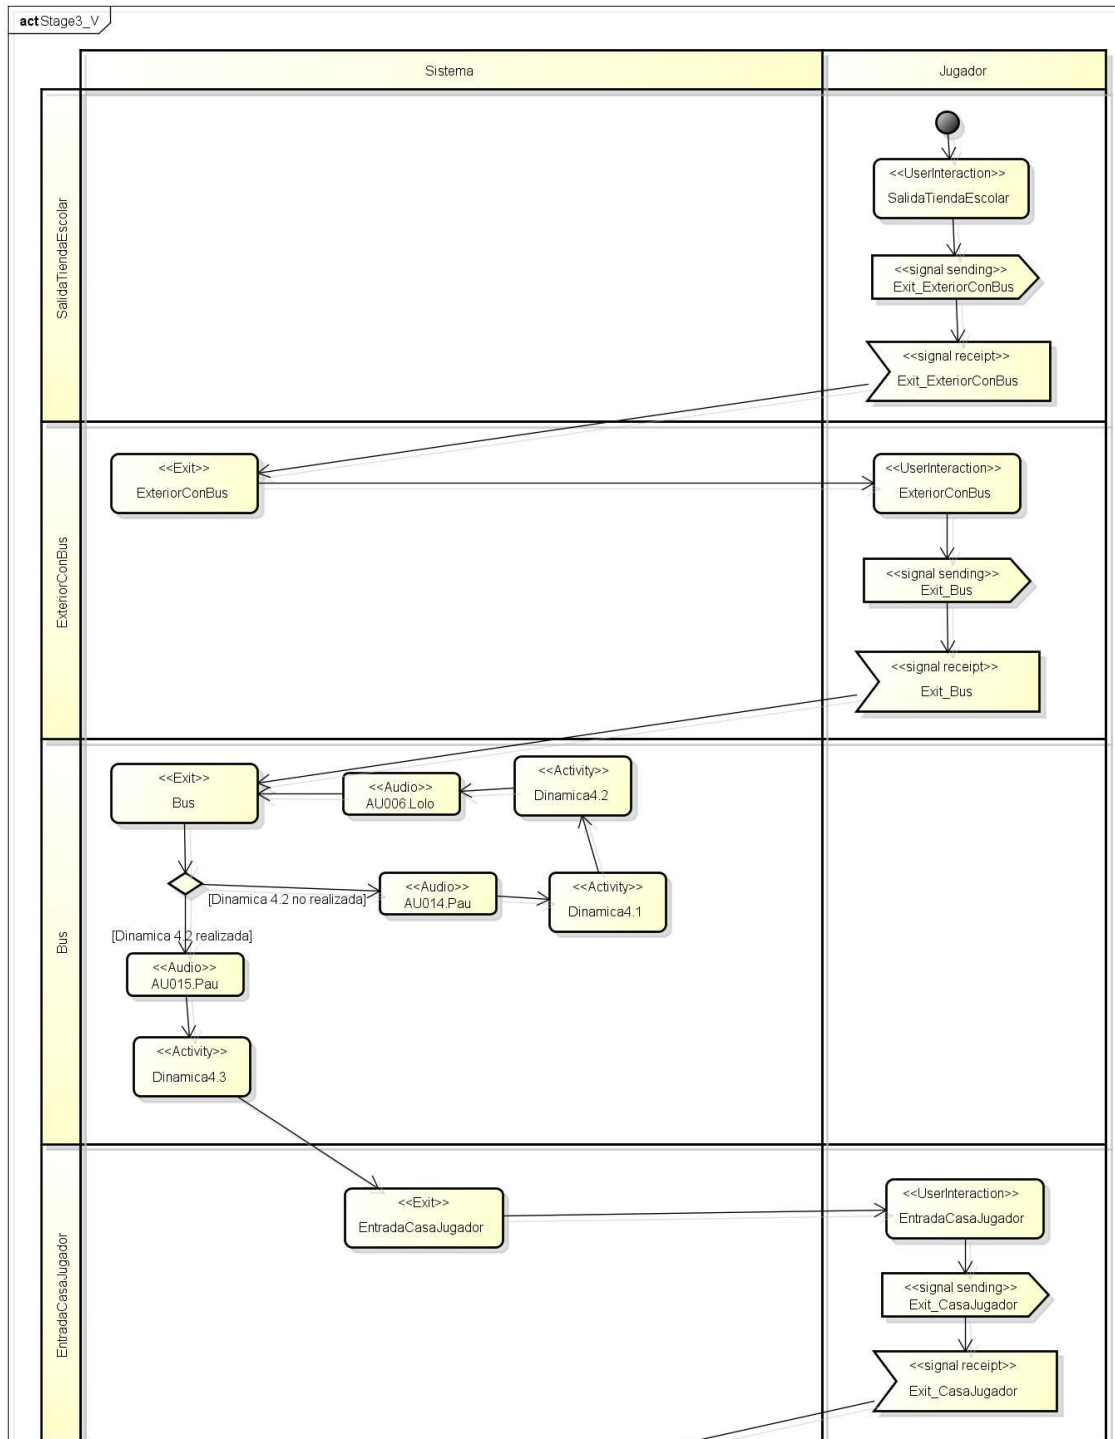 act Stage3_V
Sistema
Jugador
SalidaTiendaEscolar
<<UserInteraction>>
SalidaTiendaEscolar
<<signal sending>>
Exit_ExteriorConBus
<<signal receipt>>
Exit_ExteriorConBus
ExteriorConBus
<<Exit>>
ExteriorConBus
<<UserInteraction>>
ExteriorConBus
<<signal sending>>
Exit_Bus
<<signal receipt>>
Exit_Bus
Bus
<<Exit>>
Bus
<<Audio>>
AU006.Lolo
<<Activity>>
Dinamica4.2
[Dinamica 4.2 no realizada]
<<Audio>>
AU014.Pau
<<Activity>>
Dinamica4.1
[Dinamica 4.2 realizada]
<<Audio>>
AU015.Pau
<<Activity>>
Dinamica4.3
EntradaCasaJugador
<<Exit>>
EntradaCasaJugador
<<UserInteraction>>
EntradaCasaJugador
<<signal sending>>
Exit_CasaJugador
<<signal receipt>>
Exit_CasaJugador